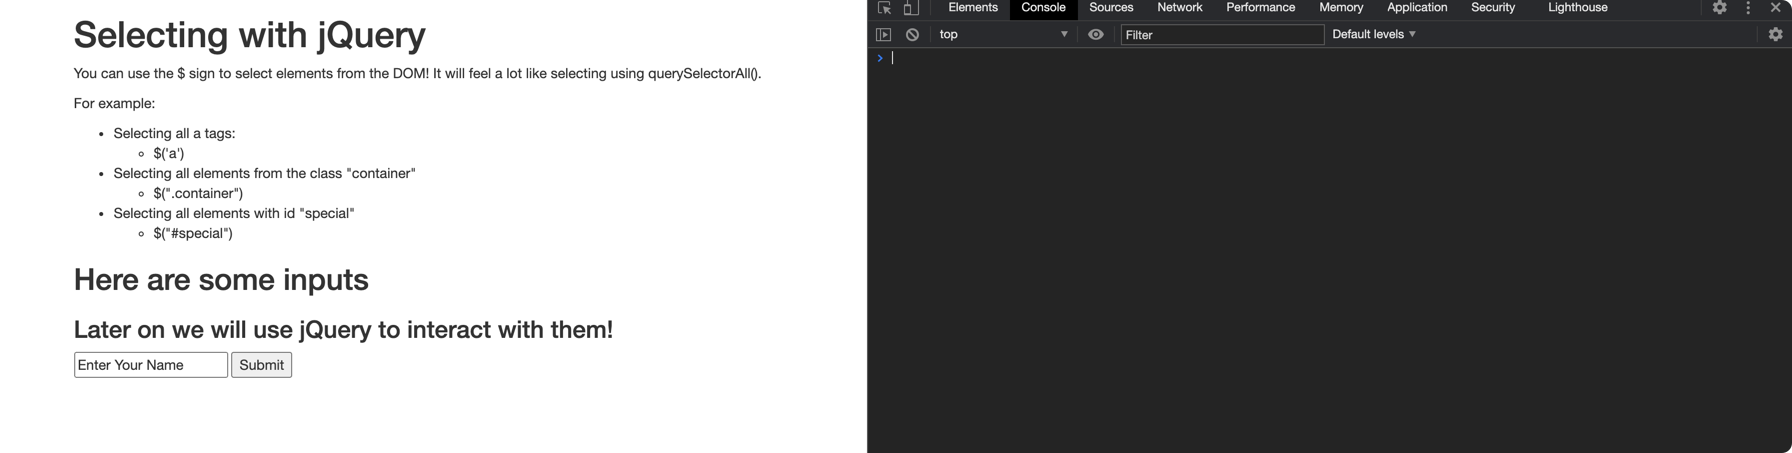 Selecting with jQuery
You can use the $ sign to select elements from the DOM! It will feel a lot like selecting using querySelectorAll().
For example:
Selecting all a tags:
$('a')
Selecting all elements from the class "container"
$(".container")
Selecting all elements with id "special"
$("#special")
Here are some inputs
Later on we will use jQuery to interact with them!
Enter Your Name Submit
Elements Console Sources Network Performance Memory Application Security Lighthouse
top Filter Default levels